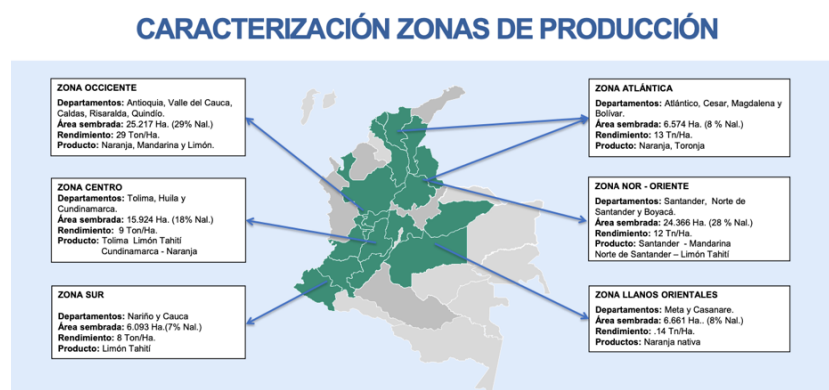 CARACTERIZACIÓN ZONAS DE PRODUCCIÓN
ZONA OCCICENTE
Departamentos: Antioquia, Valle del Cauca,
Caldas, Risaralda, Quindío.
Área sembrada: 25.217 Ha. (29% Nal.)
Rendimiento: 29 Ton/Ha.
Producto: Naranja, Mandarina y Limón.
ZONA CENTRO
Departamentos: Tolima, Huila y
Cundinamarca.
Área sembrada: 15.924 Ha. (18% Nal.)
Rendimiento: 9 Ton/Ha.
Producto: Tolima Limón Tahití
Cundinamarca - Naranja
ZONA SUR
Departamentos: Nariño y Cauca
Área sembrada: 6.093 Ha.(7% Nal.)
Rendimiento: 8 Ton/Ha.
Producto: Limón Tahití
ZONA ATLÁNTICA
Departamentos: Atlántico, Cesar, Magdalena y
Bolívar.
Área sembrada: 6.574 Ha. (8 % Nal.)
Rendimiento: 13 Tn/Ha.
Producto: Naranja, Toronja
ZONA NOR - ORIENTE
Departamentos: Santander, Norte de
Santander y Boyacá.
Área sembrada: 24.366 Ha. (28 % Nal.)
Rendimiento: 12 Tn/Ha.
Producto: Santander - Mandarina
Norte de Santander – Limón Tahití
ZONA LLANOS ORIENTALES
Departamentos: Meta y Casanare.
Área sembrada: 6.661 Ha.. (8% Nal.)
Rendimiento: .14 Tn/Ha.
Productos: Naranja nativa